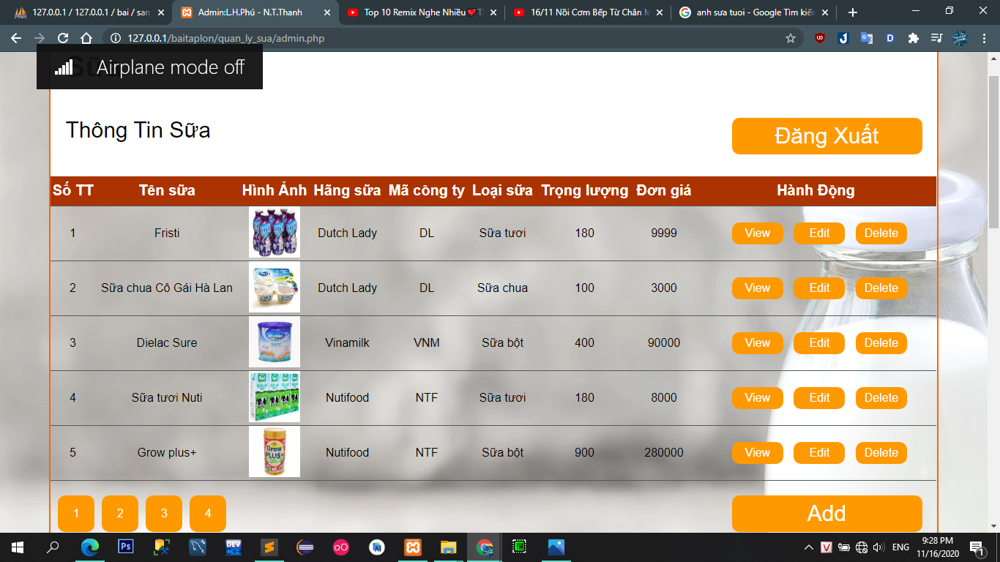 127.0.0.1 / 127.0.0.1 / bai / san
Admin:L.H.Phú - N.T.Thanh
Top 10 Remix Nghe Nhiều
16/11 Nồi Cơm Bếp Từ Chân
anh sưa tuoi - Google Tìm kiến
127.0.0.1/baitaplon/quan_ly_sua/admin.php
Airplane mode off
Thông Tin Sữa
Đăng Xuất
Số TT Tên sữa Hình Ảnh Hãng sữa Mã công ty Loại sữa Trọng lượng Đơn giá Hành Động
1 Fristi Dutch Lady DL Sữa tươi 180 9999 View Edit Delete
2 Sữa chua Cô Gái Hà Lan Dutch Lady DL Sữa chua 100 3000 View Edit Delete
3 Dielac Sure Vinamilk VNM Sữa bột 400 90000 View Edit Delete
4 Sữa tươi Nuti Nutifood NTF Sữa tươi 180 8000 View Edit Delete
5 Grow plus+ Nutifood NTF Sữa bột 900 280000 View Edit Delete
1 2 3 4 Add
ENG
9:28 PM
11/16/2020